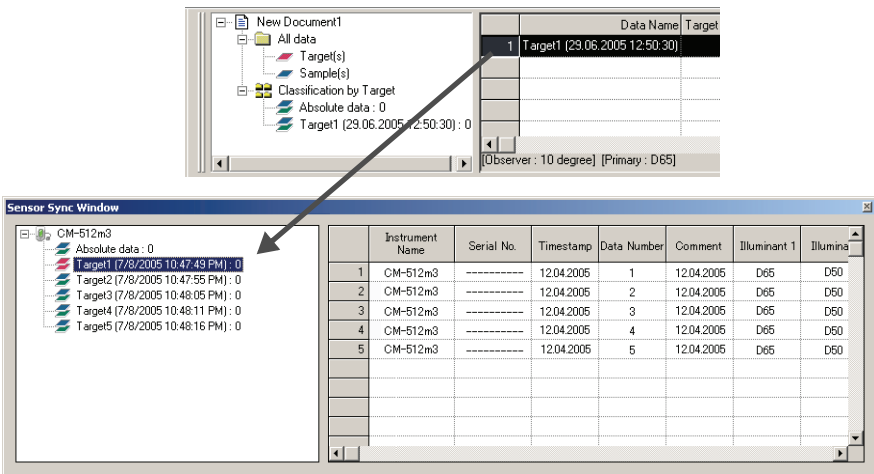 New Document1
All data
Target(s)
Sample(s)
Classification by Target
Absolute data : 0
Target1 (29.06.2005 12:50:30) : 0
Data Name Target
1 Target1 (29.06.2005 12:50:30)
[Observer : 10 degree] [Primary : D65]
Sensor Sync Window
CM-512m3
Absolute data : 0
Target1 (7/8/2005 10:47:49 PM) : 0
Target2 (7/8/2005 10:47:55 PM) : 0
Target3 (7/8/2005 10:48:05 PM) : 0
Target4 (7/8/2005 10:48:11 PM) : 0
Target5 (7/8/2005 10:48:16 PM) : 0
Instrument Name Serial No. Timestamp Data Number Comment Illuminant 1 Illumina
1 CM-512m3 ---------- 12.04.2005 1 12.04.2005 D65 D50
2 CM-512m3 ---------- 12.04.2005 2 12.04.2005 D65 D50
3 CM-512m3 ---------- 12.04.2005 3 12.04.2005 D65 D50
4 CM-512m3 ---------- 12.04.2005 4 12.04.2005 D65 D50
5 CM-512m3 ---------- 12.04.2005 5 12.04.2005 D65 D50